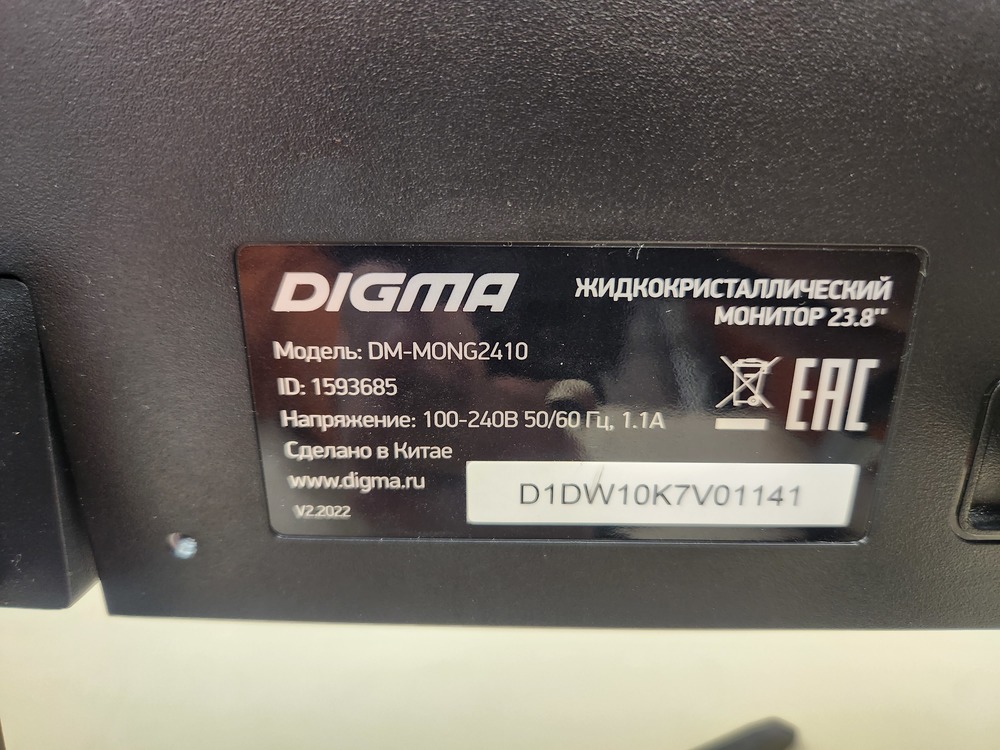 DIGMA
ЖИДКОКРИСТАЛЛИЧЕСКИЙ
МОНИТОР 23.8"
Модель: DM-MONG2410
ID: 1593685
Напряжение: 100-240В 50/60 Гц, 1.1А
Сделано в Китае
www.digma.ru
V2.2022
EAC
D1DW10K7V01141